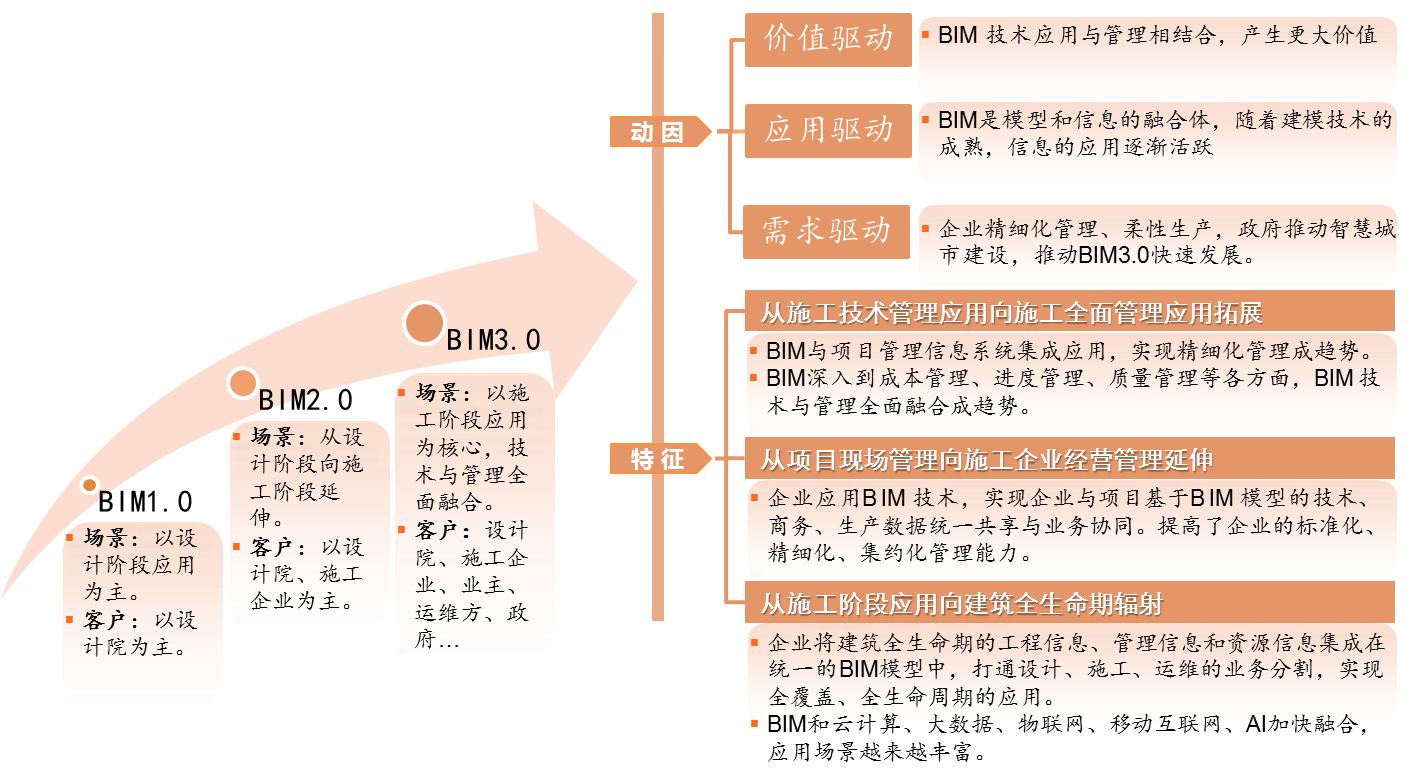 BIM1.0
场景：以设
计阶段应用
为主。
客户：以设
计院为主。
BIM2.0
场景：从设
计阶段向施
工阶段延
伸。
客户：以设
计院、施工
企业为主。
BIM3.0
场景：以施
工阶段应用
为核心，技
术与管理全
面融合。
客户：设计
院、施工企
业、业主、
运维方、政
府…
动因
价值驱动
BIM 技术应用与管理相结合，产生更大价值
应用驱动
BIM是模型和信息的融合体，随着建模技术的
成熟，信息的应用逐渐活跃
需求驱动
企业精细化管理、柔性生产，政府推动智慧城
市建设，推动BIM3.0快速发展。
特征
从施工技术管理应用向施工全面管理应用拓展
BIM与项目管理信息系统集成应用，实现精细化管理成趋势。
BIM深入到成本管理、进度管理、质量管理等各方面，BIM 技
术与管理全面融合成趋势。
从项目现场管理向施工企业经营管理延伸
企业应用BIM 技术，实现企业与项目基于BIM 模型的技术、
商务、生产数据统一共享与业务协同。提高了企业的标准化、
精细化、集约化管理能力。
从施工阶段应用向建筑全生命期辐射
企业将建筑全生命期的工程信息、管理信息和资源信息集成在
统一的BIM模型中，打通设计、施工、运维的业务分割，实现
全覆盖、全生命周期的应用。
BIM和云计算、大数据、物联网、移动互联网、AI加快融合，
应用场景越来越丰富。